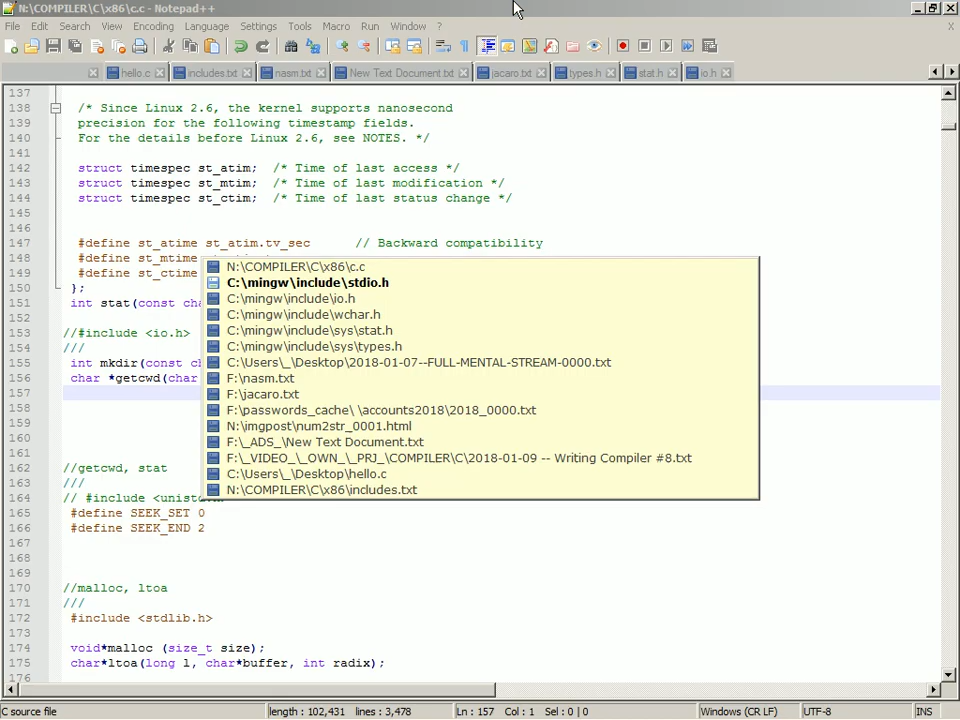 N:\COMPILER\C\x86\c.c - Notepad++
File Edit Search View Encoding Language Settings Tools Macro Run Window ? X
hello.c includes.txt nasm.txt New Text Document.txt jacaro.txt types.h stat.h io.h
137
138 /* Since Linux 2.6, the kernel supports nanosecond
139 precision for the following timestamp fields.
140 For the details before Linux 2.6, see NOTES. */
141
142 struct timespec st_atim; /* Time of last access */
143 struct timespec st_mtim; /* Time of last modification */
144 struct timespec st_ctim; /* Time of last status change */
145
146
147 #define st_atime st_atim.tv_sec // Backward compatibility
148 #define st_mtime
149 #define st_ctime
150 };
151 int stat(const cha
152
153 //#include <io.h>
154 ///
155 int mkdir(const ch
156 char *getcwd(char
157
158
159
160
161
162 //getcwd, stat
163 ///
164 // #include <unistd.h
165 #define SEEK_SET 0
166 #define SEEK_END 2
167
168
169
170 //malloc, ltoa
171 ///
172 #include <stdlib.h>
173
174 void*malloc (size_t size);
175 char*ltoa(long l, char*buffer, int radix);
176
N:\COMPILER\C\x86\c.c
C:\mingw\include\stdio.h
C:\mingw\include\io.h
C:\mingw\include\wchar.h
C:\mingw\include\sys\stat.h
C:\mingw\include\sys\types.h
C:\Users\_\Desktop\2018-01-07--FULL-MENTAL-STREAM-0000.txt
F:\nasm.txt
F:\jacaro.txt
F:\passwords_cache\ \accounts2018\2018_0000.txt
N:\imgpost\num2str_0001.html
F:\_ADS_\New Text Document.txt
F:\_VIDEO_\_OWN_\_PRJ_\COMPILER\C\2018-01-09 -- Writing Compiler #8.txt
C:\Users\_\Desktop\hello.c
N:\COMPILER\C\x86\includes.txt
C source file length : 102,431 lines : 3,478 Ln : 157 Col : 1 Sel : 0 | 0 Windows (CR LF) UTF-8 INS